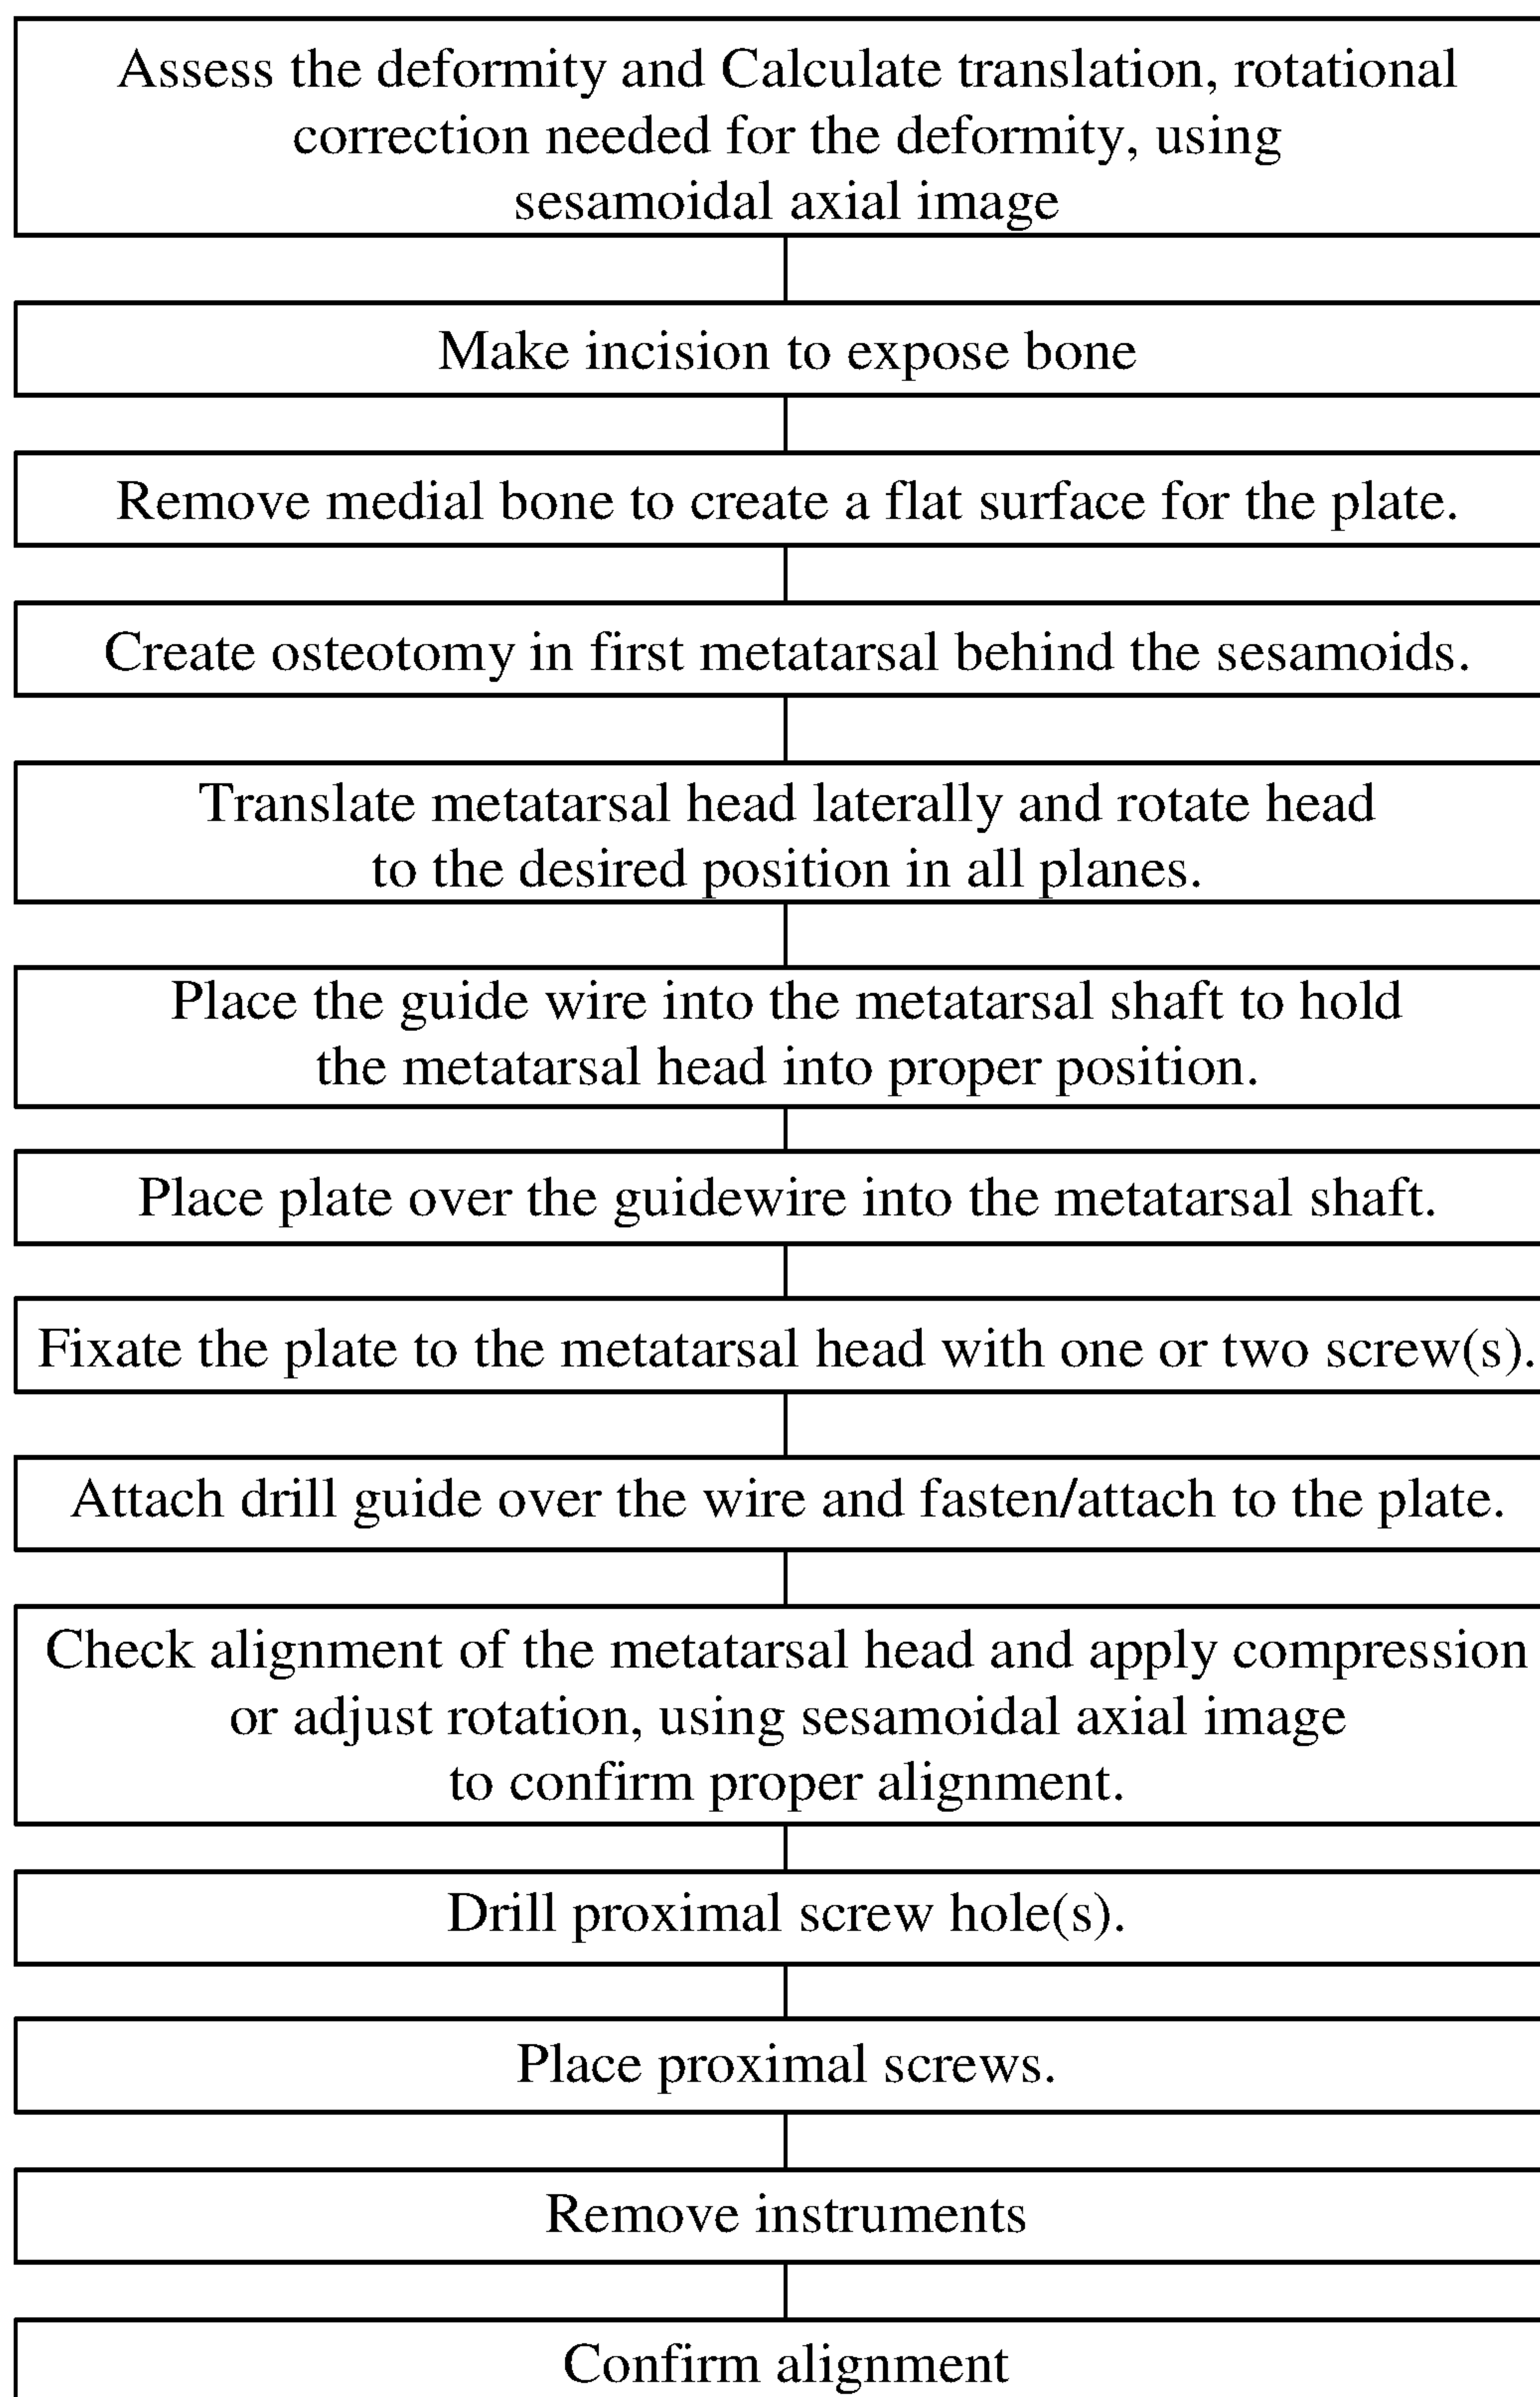 Assess the deformity and Calculate translation, rotational
correction needed for the deformity, using
sesamoidal axial image
Make incision to expose bone
Remove medial bone to create a flat surface for the plate.
Create osteotomy in first metatarsal behind the sesamoids.
Translate metatarsal head laterally and rotate head
to the desired position in all planes.
Place the guide wire into the metatarsal shaft to hold
the metatarsal head into proper position.
Place plate over the guidewire into the metatarsal shaft.
Fixate the plate to the metatarsal head with one or two screw(s).
Attach drill guide over the wire and fasten/attach to the plate.
Check alignment of the metatarsal head and apply compression
or adjust rotation, using sesamoidal axial image
to confirm proper alignment.
Drill proximal screw hole(s).
Place proximal screws.
Remove instruments
Confirm alignment